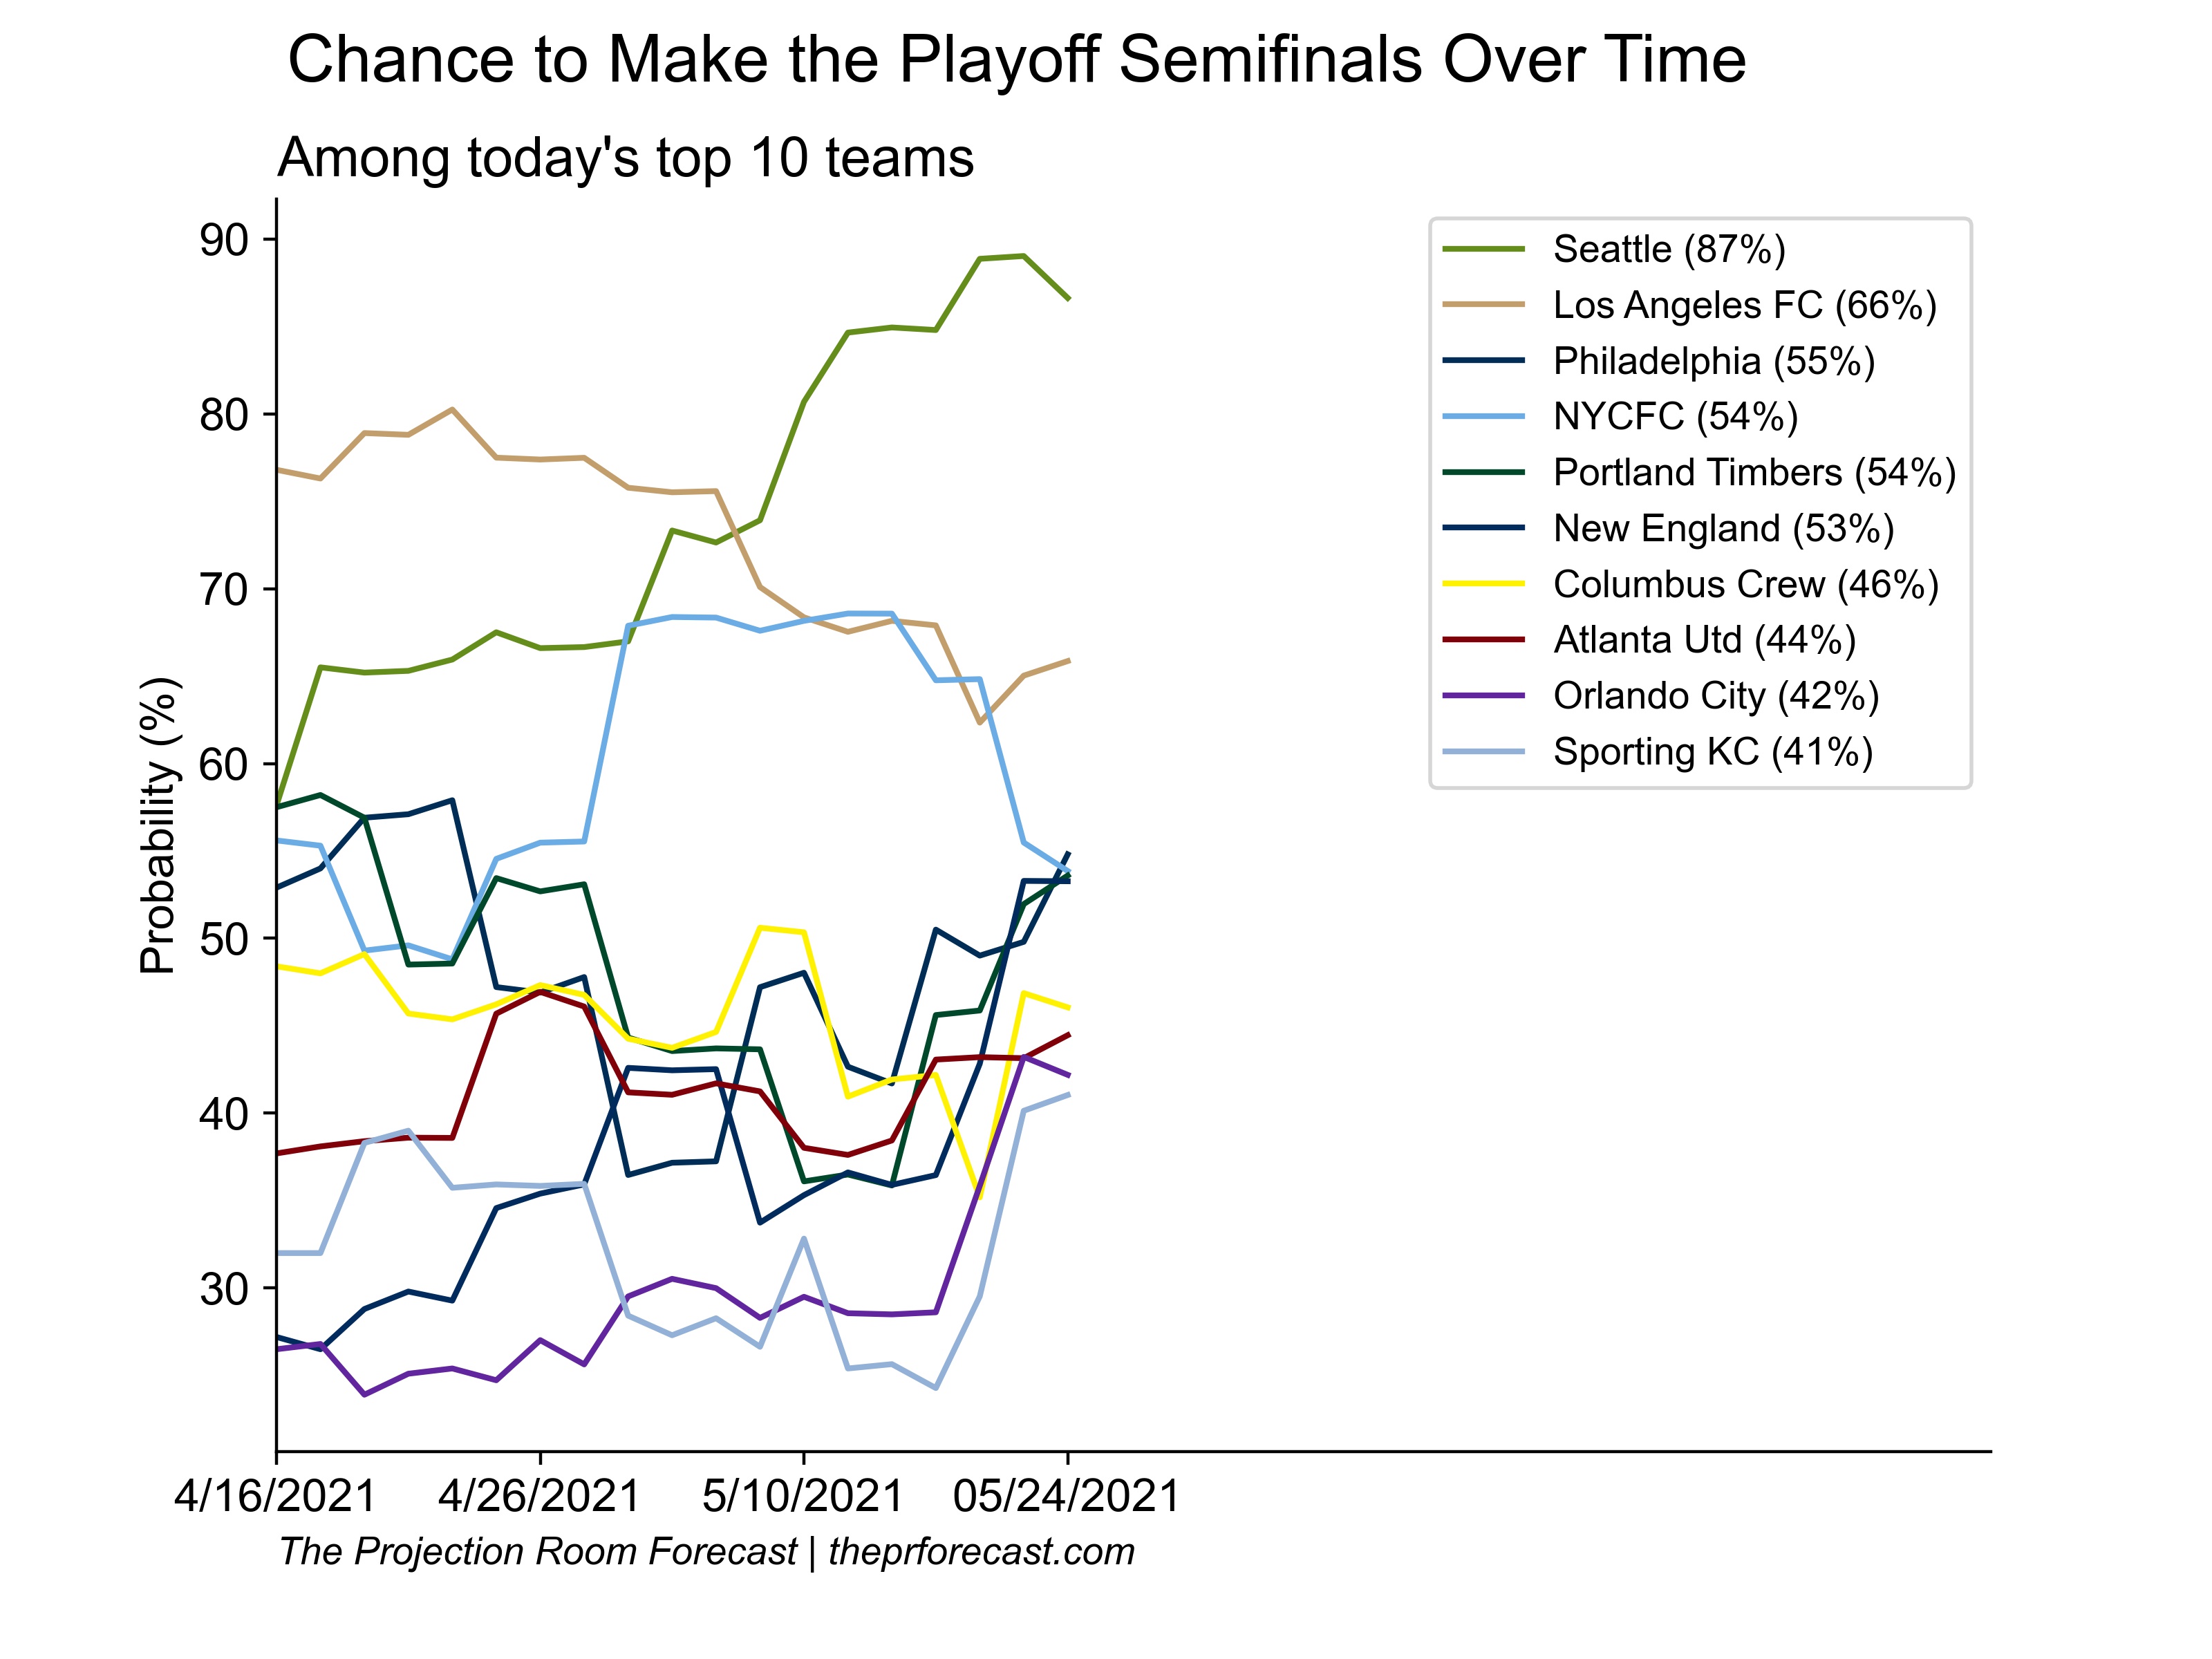 Chance to Make the Playoff Semifinals Over Time
Among today's top 10 teams
Probability (%)
90
80
70
60
50
40
30
Seattle (87%)
Los Angeles FC (66%)
Philadelphia (55%)
NYCFC (54%)
Portland Timbers (54%)
New England (53%)
Columbus Crew (46%)
Atlanta Utd (44%)
Orlando City (42%)
Sporting KC (41%)
4/16/2021 4/26/2021 5/10/2021 05/24/2021
The Projection Room Forecast | theprforecast.com